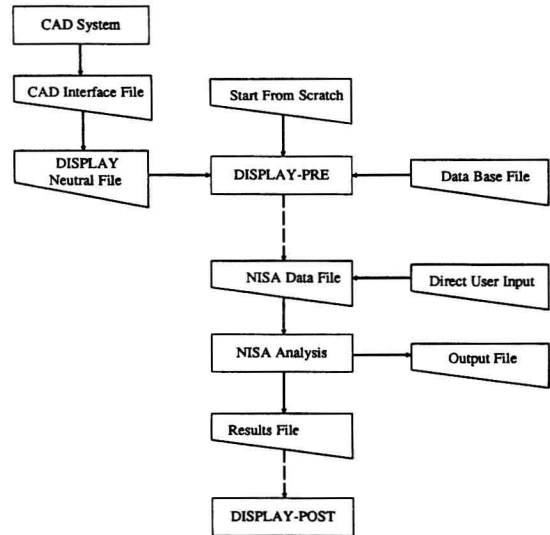 CAD System
CAD Interface File
Start From Scratch
DISPLAY
Neutral File
DISPLAY-PRE
Data Base File
NISA Data File
Direct User Input
NISA Analysis
Output File
Results File
DISPLAY-POST